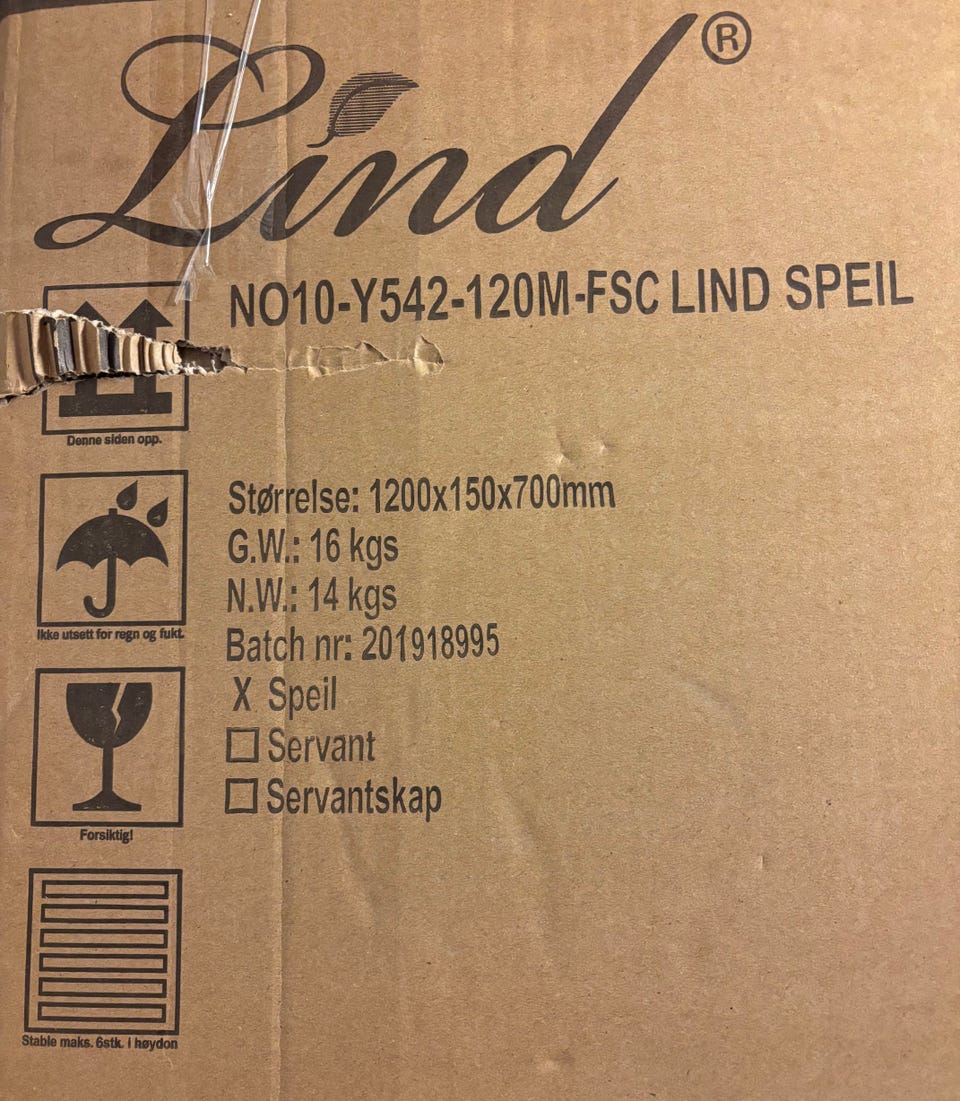 Lind®
NO10-Y542-120M-FSC LIND SPEIL
Denne siden opp.
Størrelse: 1200x150x700mm
G.W.: 16 kgs
N.W.: 14 kgs
Batch nr: 201918995
X Speil
☐ Servant
☐ Servantskap
Ikke utsett for regn og fukt.
Forsiktig!
Stable maks. 6stk. i høydon